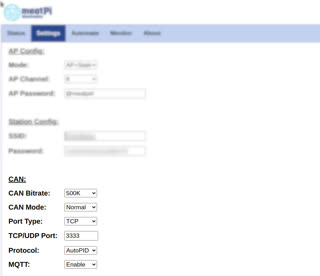 meatPi
Status Settings Automate Monitor About
AP Config:
Mode: AP+Station
AP Channel: 6
AP Password: @meatpi#
Station Config:
SSID:
Password:
CAN:
CAN Bitrate: 500K
CAN Mode: Normal
Port Type: TCP
TCP/UDP Port: 3333
Protocol: AutoPID
MQTT: Enable